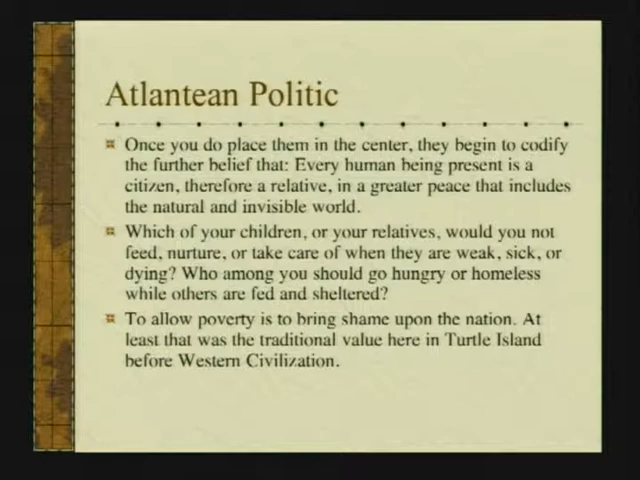 Atlantean Politic
Once you do place them in the center, they begin to codify
the further belief that: Every human being present is a
citizen, therefore a relative, in a greater peace that includes
the natural and invisible world.
Which of your children, or your relatives, would you not
feed, nurture, or take care of when they are weak, sick, or
dying? Who among you should go hungry or homeless
while others are fed and sheltered?
To allow poverty is to bring shame upon the nation. At
least that was the traditional value here in Turtle Island
before Western Civilization.